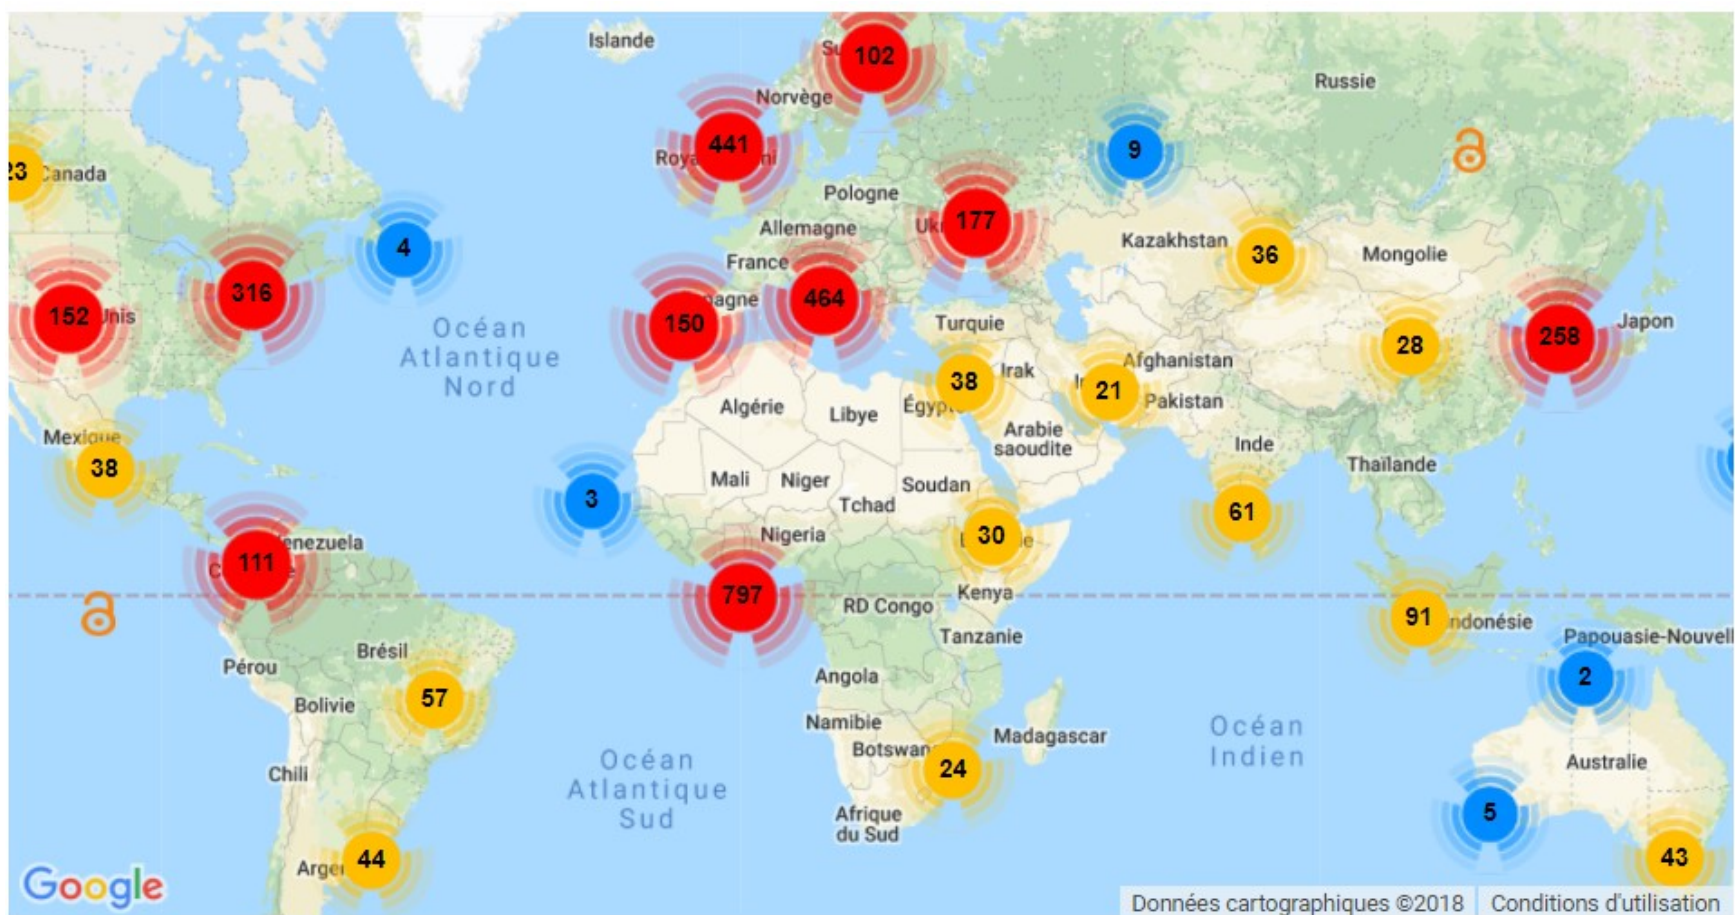 Islande
102
Russie
Norvège
441
9
23
Canada
Pologne
177
Allemagne
Kazakhstan
36
Mongolie
4
France
316
464
152
150
258
Japon
Océan
Atlantique
Nord
Turquie
28
Afghanistan
Irak
38
21
Pakistan
Algérie
Libye
Arabie
saoudite
Inde
Mexique
38
Thaïlande
Mali
Niger
Soudan
3
Tchad
61
Nigeria
30
111
797
Kenya
RD Congo
91
Tanzanie
Papouasie-Nouvell
Brésil
Pérou
Angola
2
57
Bolivie
Namibie
Madagascar
Océan
Indien
24
Australie
Océan
Atlantique
Sud
Chili
5
Afrique
du Sud
44
43
Google
Données cartographiques ©2018
Conditions d'utilisation